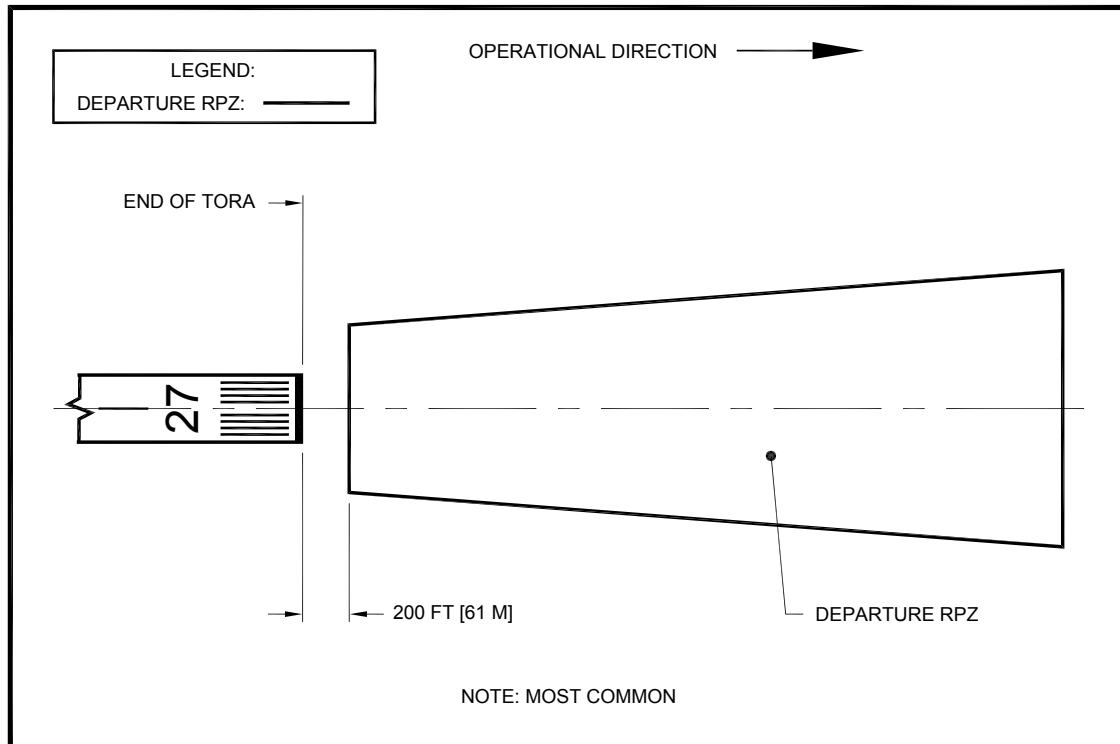 OPERATIONAL DIRECTION
LEGEND:
DEPARTURE RPZ:
END OF TORA
27
200 FT [61 M]
DEPARTURE RPZ
NOTE: MOST COMMON